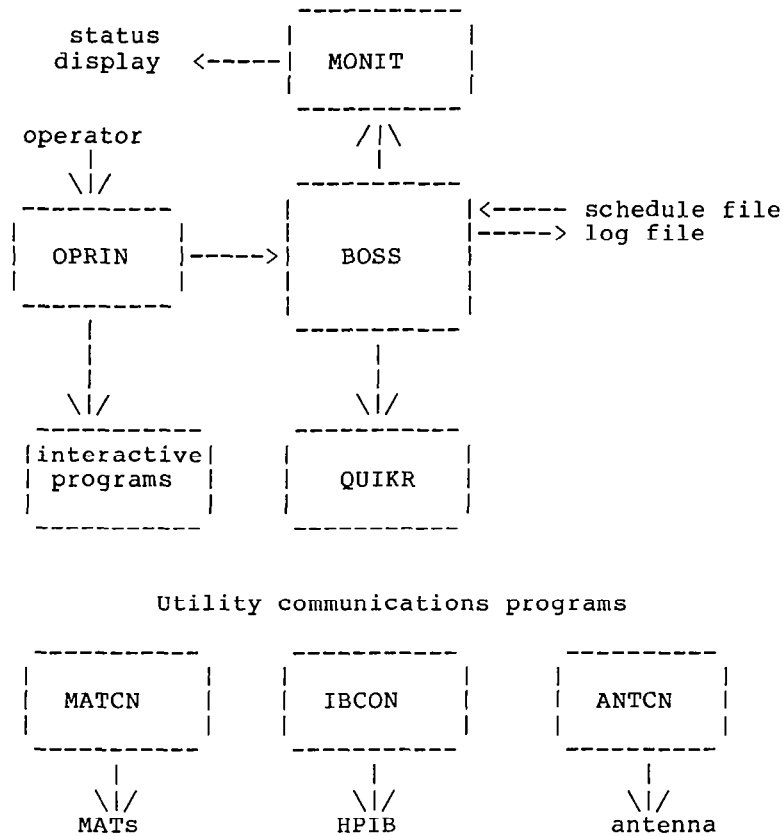 status
display
MONIT
operator
OPRIN
BOSS
schedule file
log file
interactive
programs
QUIKR
Utility communications programs
MATCN
IBCON
ANTCN
MATs
HPIB
antenna